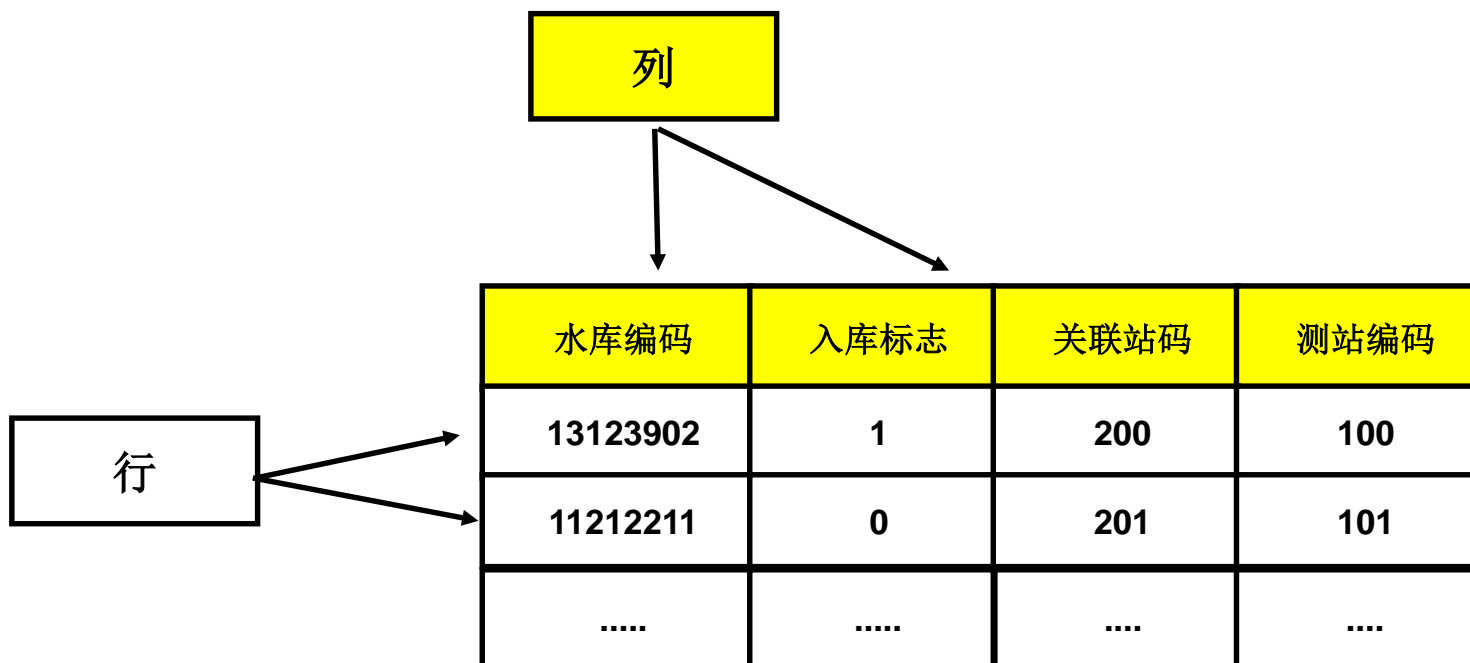 列
水库编码 入库标志 关联站码 测站编码
行
13123902 1 200 100
11212211 0 201 101
..... ..... .... ....